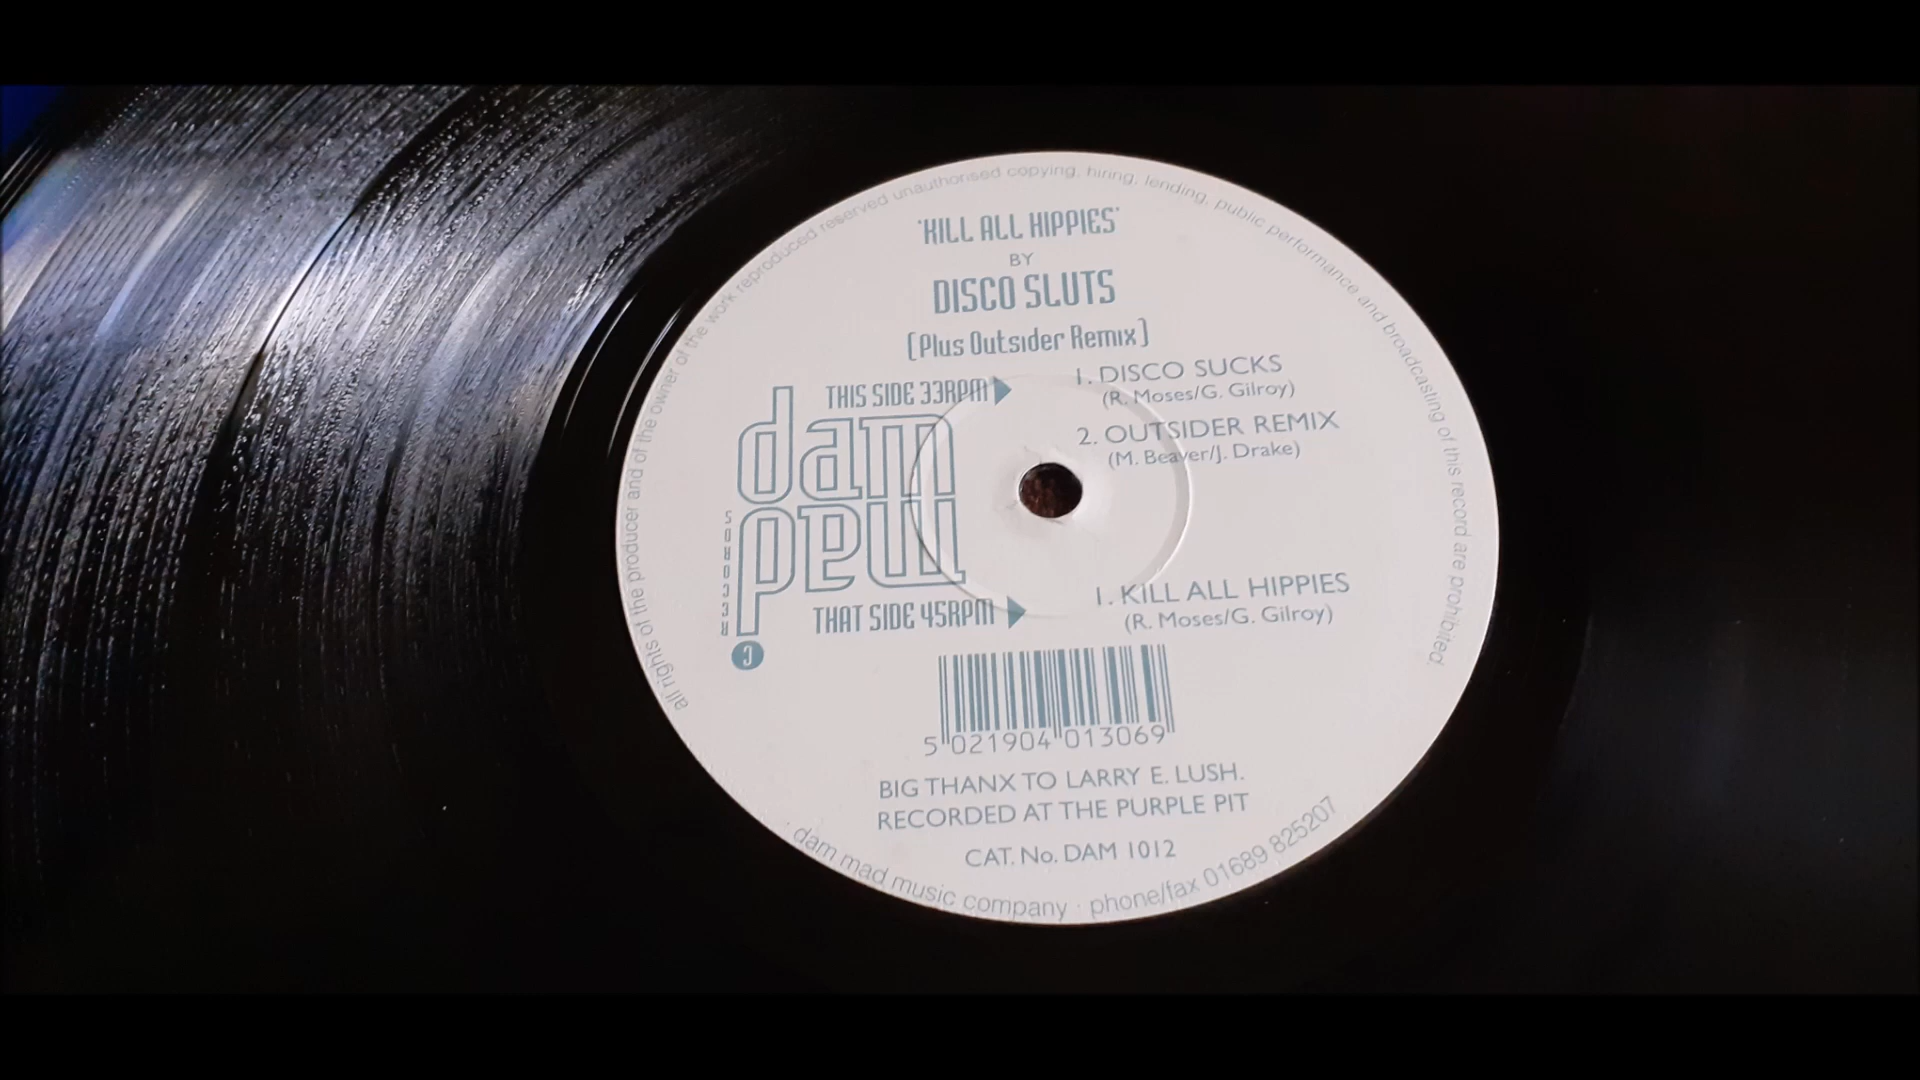 all rights of the producer and of the owner of the work reproduced reserved unauthorised copying, hiring, lending, public performance and broadcasting of this record are prohibited.
'KILL ALL HIPPIES'
BY
DISCO SLUTS
[Plus Outsider Remix]
THIS SIDE 33RPM
1. DISCO SUCKS
(R. Moses/G. Gilroy)
2. OUTSIDER REMIX
(M. Beaver/J. Drake)
dam
mad
RECORDS
THAT SIDE 45RPM
1. KILL ALL HIPPIES
(R. Moses/G. Gilroy)
5 021904 013069
BIG THANX TO LARRY E. LUSH.
RECORDED AT THE PURPLE PIT
CAT. No. DAM 1012
· dam mad music company · phone/fax 01689 825207